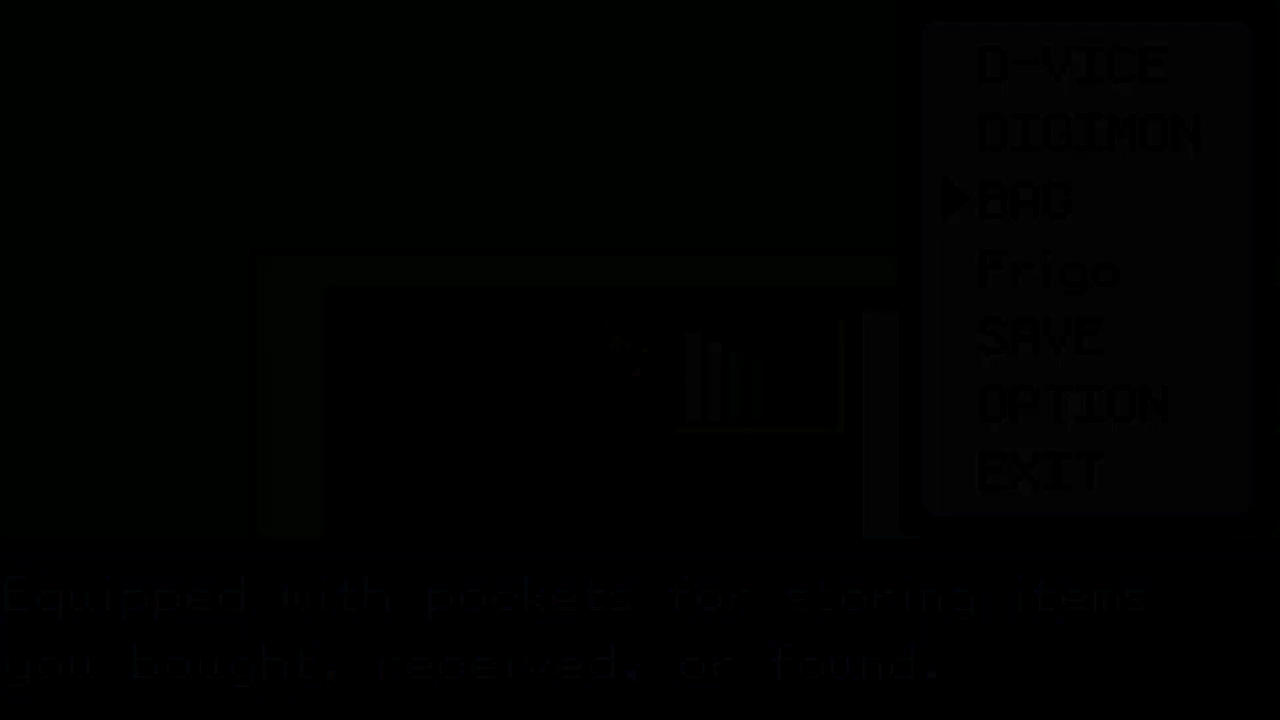 D-VICE
DIGIMON
▶BAG
Frigo
SAVE
OPTION
EXIT
Equipped with pockets for storing items
you bought, received, or found.